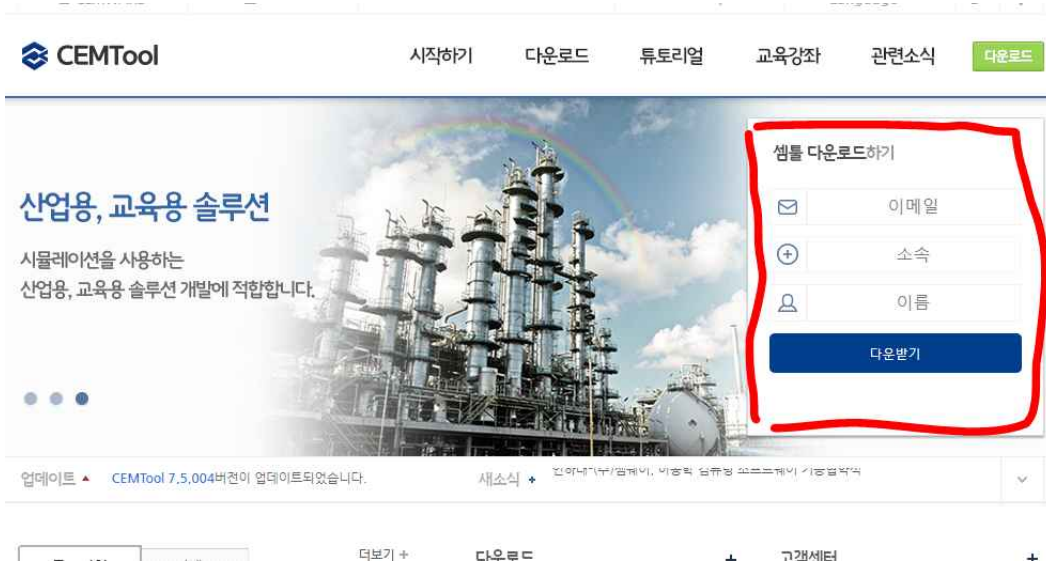 CEMTool
시작하기 다운로드 튜토리얼 교육강좌 관련소식 다운로드
산업용, 교육용 솔루션
시뮬레이션을 사용하는
산업용, 교육용 솔루션 개발에 적합합니다.
셈툴 다운로드하기
이메일
소속
이름
다운받기
업데이트 CEMTool 7,5,004버전이 업데이트되었습니다. 새소식 +
더보기 + 다운로드 + 고객센터 +